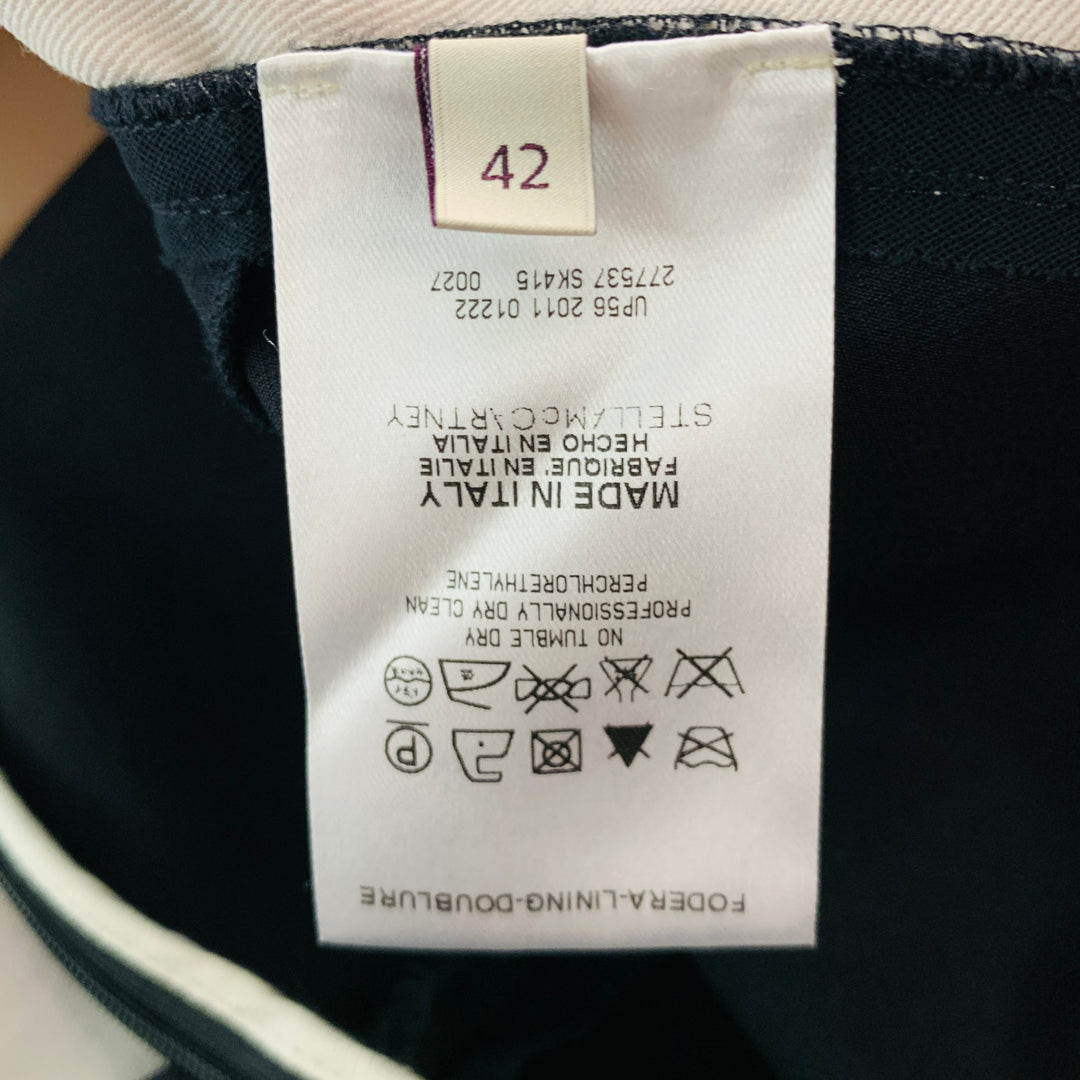 42
FODERA-LINING-DOUBLURE
NO TUMBLE DRY
PROFESSIONALLY DRY CLEAN
PERCHLORETHYLENE
MADE IN ITALY
FABRIQUE' EN ITALIE
HECHO EN ITALIA
STELLA McCARTNEY
UP56 2011 01222
277537 SK415 0027